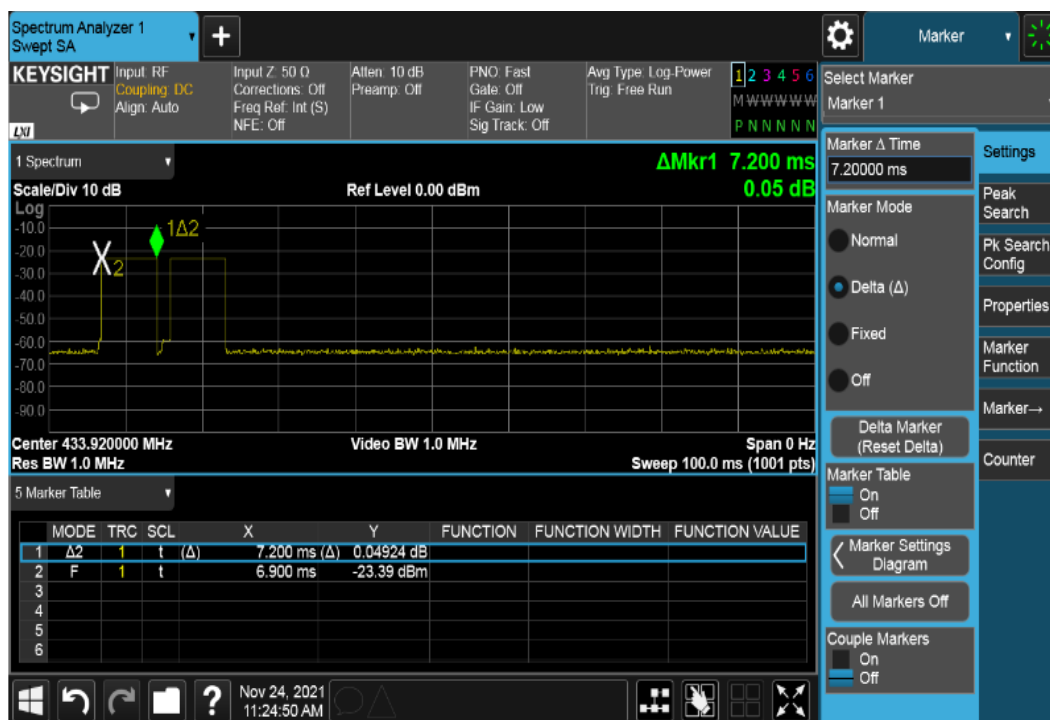 Spectrum Analyzer 1
Swept SA
+
Marker
KEYSIGHT
LXI
Input: RF
Coupling: DC
Align: Auto
Input Z: 50 Ω
Corrections: Off
Freq Ref: Int (S)
NFE: Off
Atten: 10 dB
Preamp: Off
PNO: Fast
Gate: Off
IF Gain: Low
Sig Track: Off
Avg Type: Log-Power
Trig: Free Run
1 2 3 4 5 6
M W W W W W
P N N N N N
Select Marker
Marker 1
1 Spectrum
ΔMkr1 7.200 ms
Scale/Div 10 dB
Ref Level 0.00 dBm
0.05 dB
Log
-10.0
-20.0
-30.0
-40.0
-50.0
-60.0
-70.0
-80.0
-90.0
1Δ2
X2
Center 433.920000 MHz
Video BW 1.0 MHz
Span 0 Hz
Res BW 1.0 MHz
Sweep 100.0 ms (1001 pts)
5 Marker Table
MODE TRC SCL X Y FUNCTION FUNCTION WIDTH FUNCTION VALUE
1 Δ2 1 t (Δ) 7.200 ms (Δ) 0.04924 dB
2 F 1 t 6.900 ms -23.39 dBm
3
4
5
6
Marker Δ Time
7.20000 ms
Marker Mode
Normal
Delta (Δ)
Fixed
Off
Delta Marker
(Reset Delta)
Marker Table
On
Off
Marker Settings
Diagram
All Markers Off
Couple Markers
On
Off
Settings
Peak
Search
Pk Search
Config
Properties
Marker
Function
Marker→
Counter
?
Nov 24, 2021
11:24:50 AM